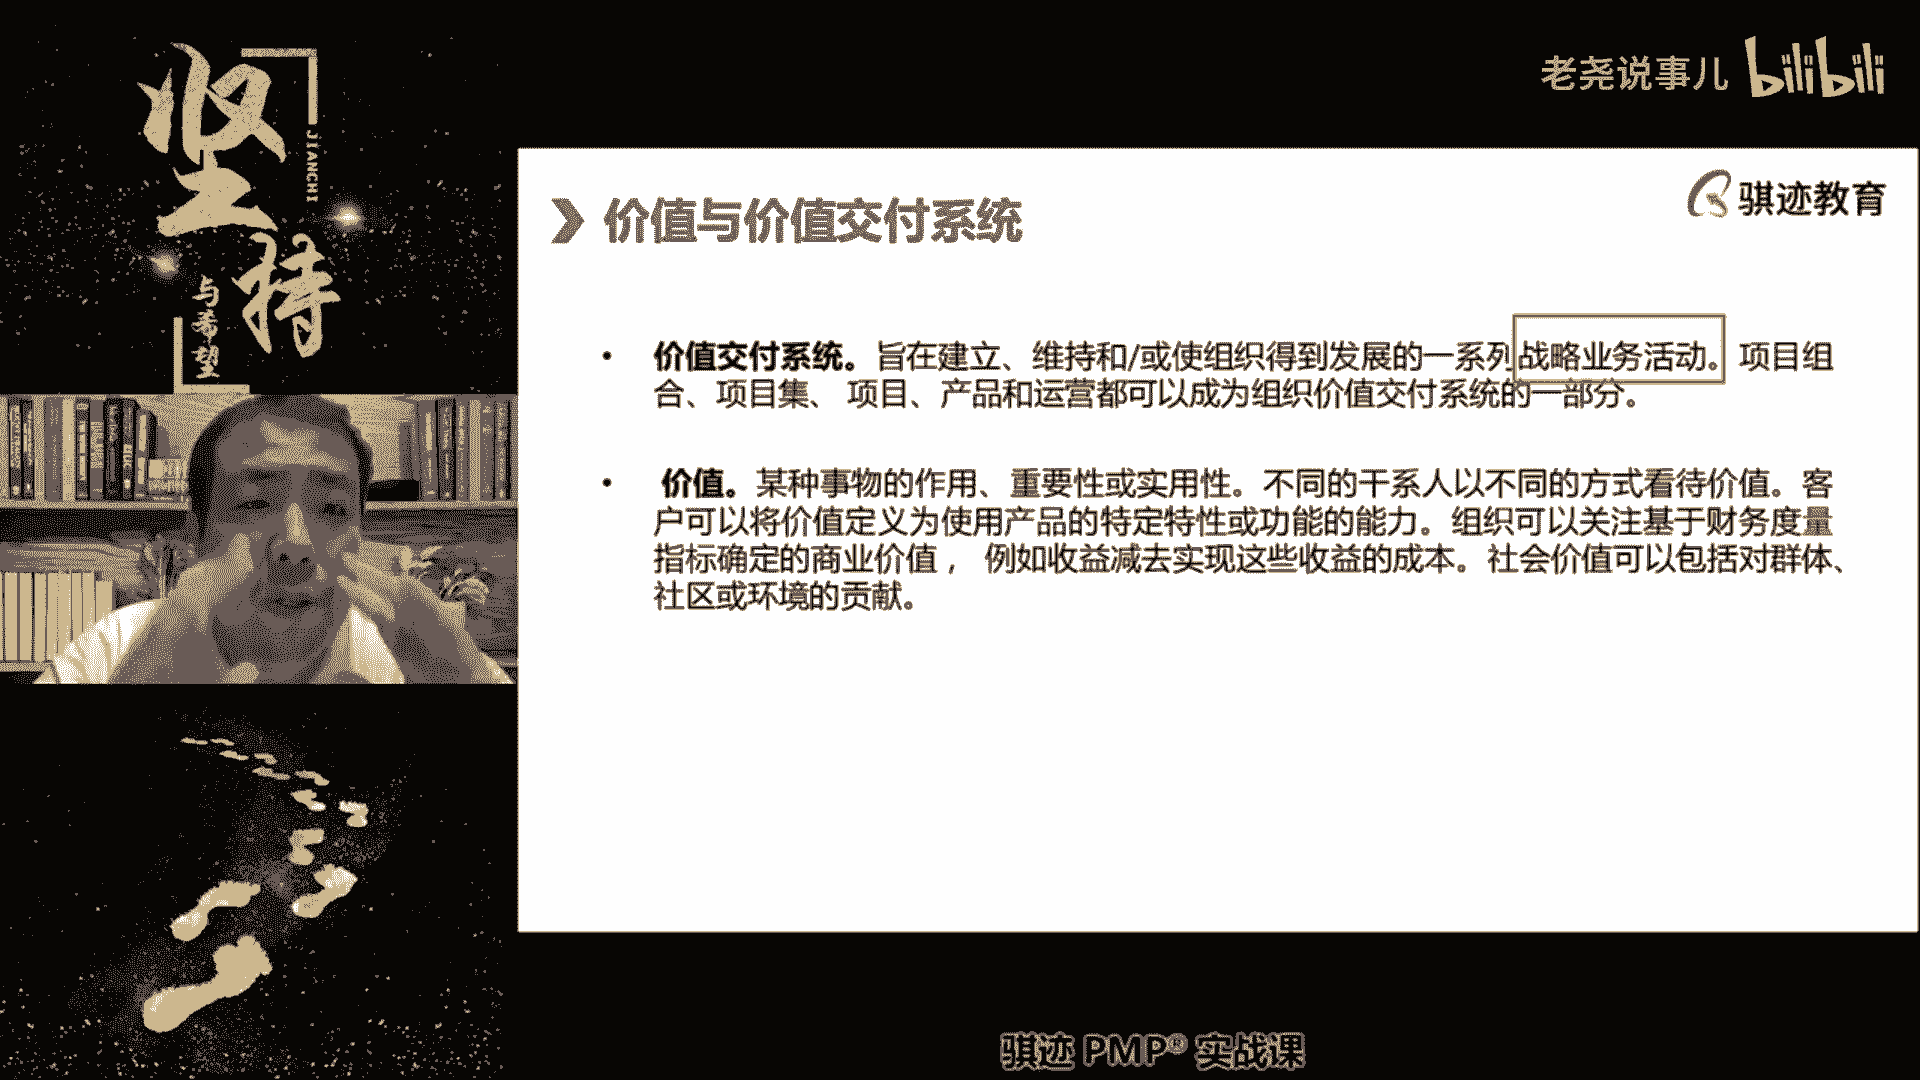 坚持
JIANCHI
与希望
老尧说事儿 bilibili
骐迹教育
价值与价值交付系统
• 价值交付系统。旨在建立、维持和/或使组织得到发展的一系列战略业务活动。 项目组
合、项目集、 项目、产品和运营都可以成为组织价值交付系统的一部分。
• 价值。某种事物的作用、重要性或实用性。不同的干系人以不同的方式看待价值。客
户可以将价值定义为使用产品的特定特性或功能的能力。组织可以关注基于财务度量
指标确定的商业价值， 例如收益减去实现这些收益的成本。社会价值可以包括对群体、
社区或环境的贡献。
骐迹 PMP® 实战课